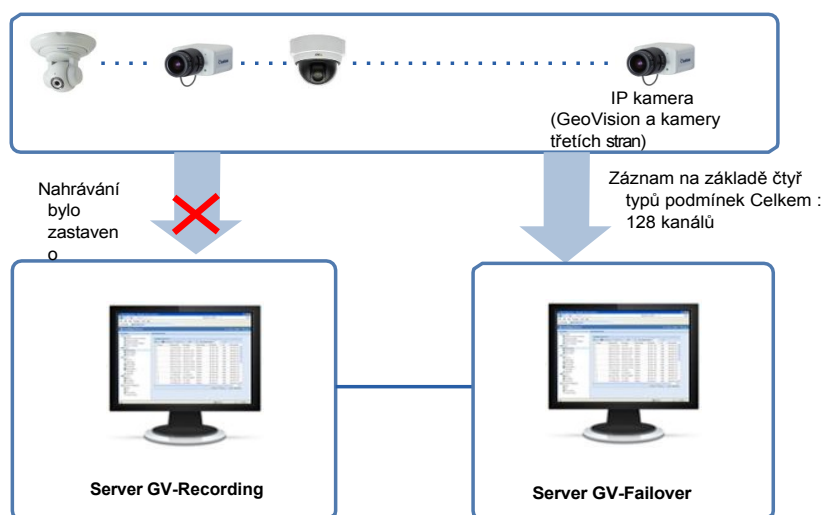 IP kamera
(GeoVision a kamery
třetích stran)
Nahrávání
bylo
zastaven
o
Záznam na základě čtyř
typů podmínek Celkem :
128 kanálů
Server GV-Recording
Server GV-Failover